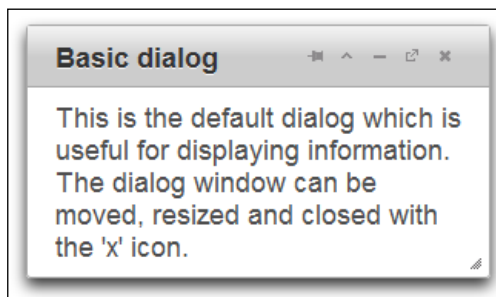 Basic dialog
This is the default dialog which is
useful for displaying information.
The dialog window can be
moved, resized and closed with
the 'x' icon.